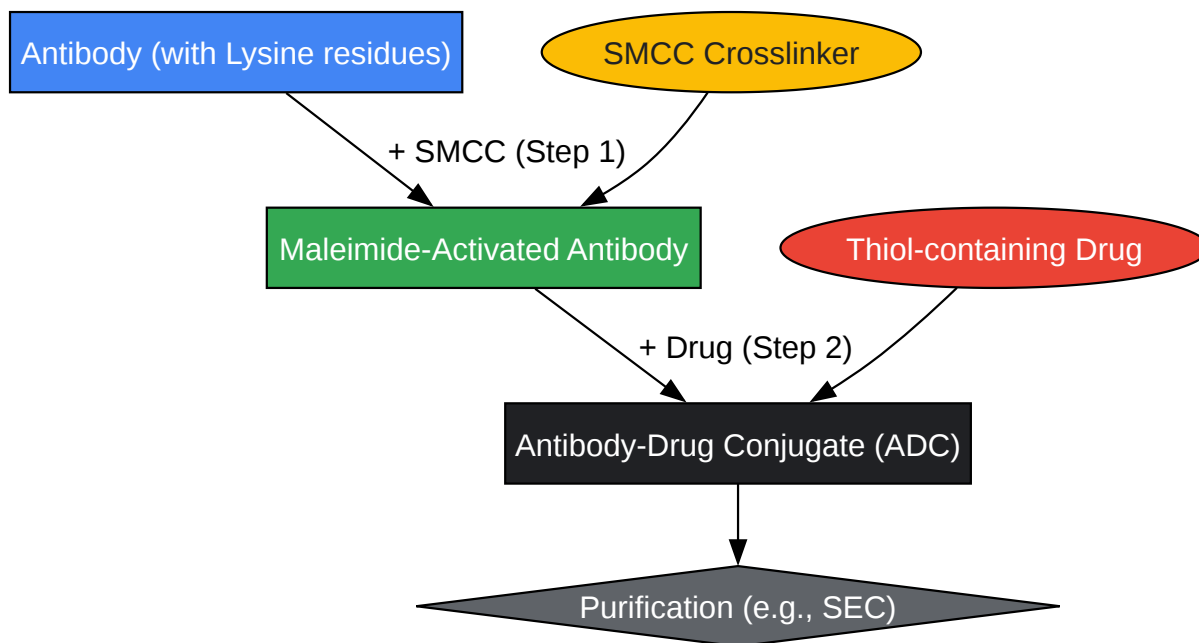 Antibody (with Lysine residues)
SMCC Crosslinker
+ SMCC (Step 1)
Maleimide-Activated Antibody
Thiol-containing Drug
+ Drug (Step 2)
Antibody-Drug Conjugate (ADC)
Purification (e.g., SEC)